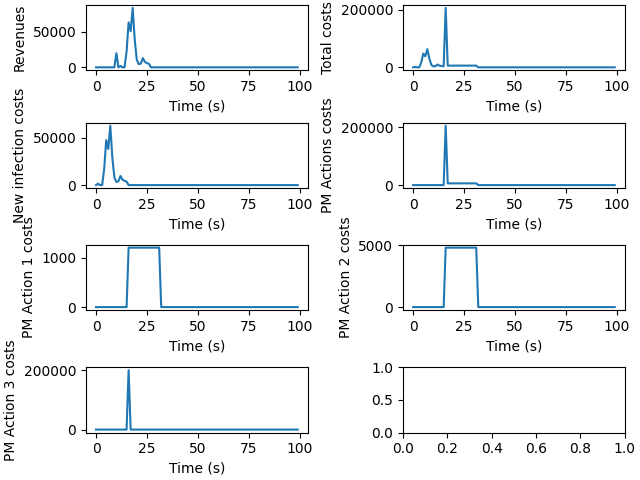 Revenues
50000
0
0 25 50 75 100
Time (s)
Total costs
200000
0
0 25 50 75 100
Time (s)
New infection costs
50000
0
0 25 50 75 100
Time (s)
PM Actions costs
200000
0
0 25 50 75 100
Time (s)
PM Action 1 costs
1000
0
0 25 50 75 100
Time (s)
PM Action 2 costs
5000
0
0 25 50 75 100
Time (s)
PM Action 3 costs
200000
0
0 25 50 75 100
Time (s)
1.0
0.5
0.0
0.0 0.2 0.4 0.6 0.8 1.0